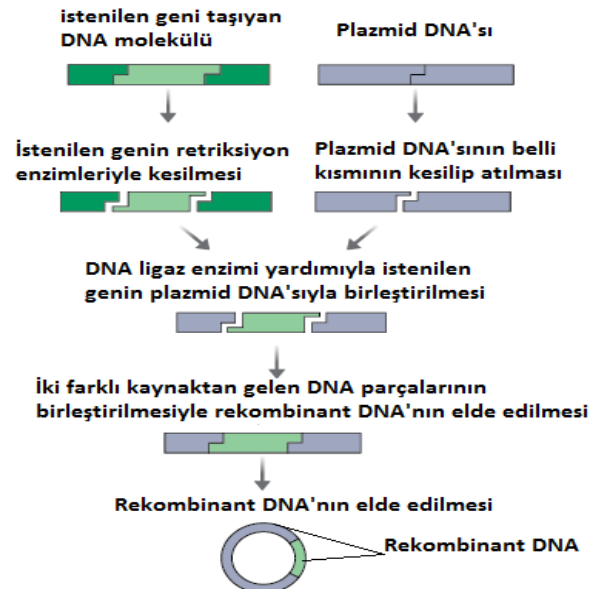 istenilen geni taşıyan
DNA molekülü
Plazmid DNA'sı
İstenilen genin retriksiyon
enzimleriyle kesilmesi
Plazmid DNA'sının belli
kısmının kesilip atılması
DNA ligaz enzimi yardımıyla istenilen
genin plazmid DNA'sıyla birleştirilmesi
İki farklı kaynaktan gelen DNA parçalarının
birleştirilmesiyle rekombinant DNA'nın elde edilmesi
Rekombinant DNA'nın elde edilmesi
Rekombinant DNA